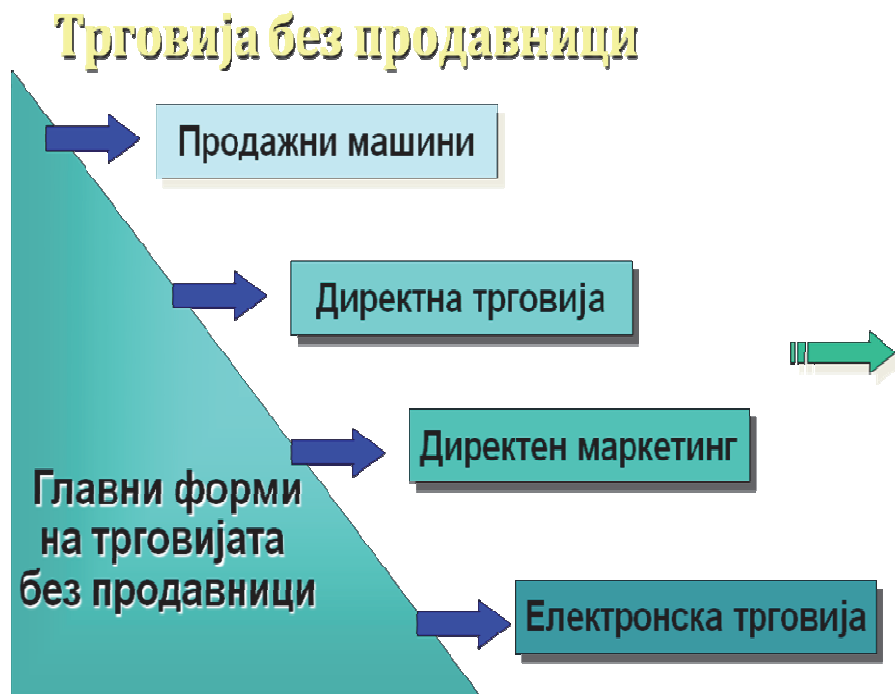 Трговија без продавници
Продажни машини
Директна трговија
Директен маркетинг
Главни форми
на трговијата
без продавници
Електронска трговија